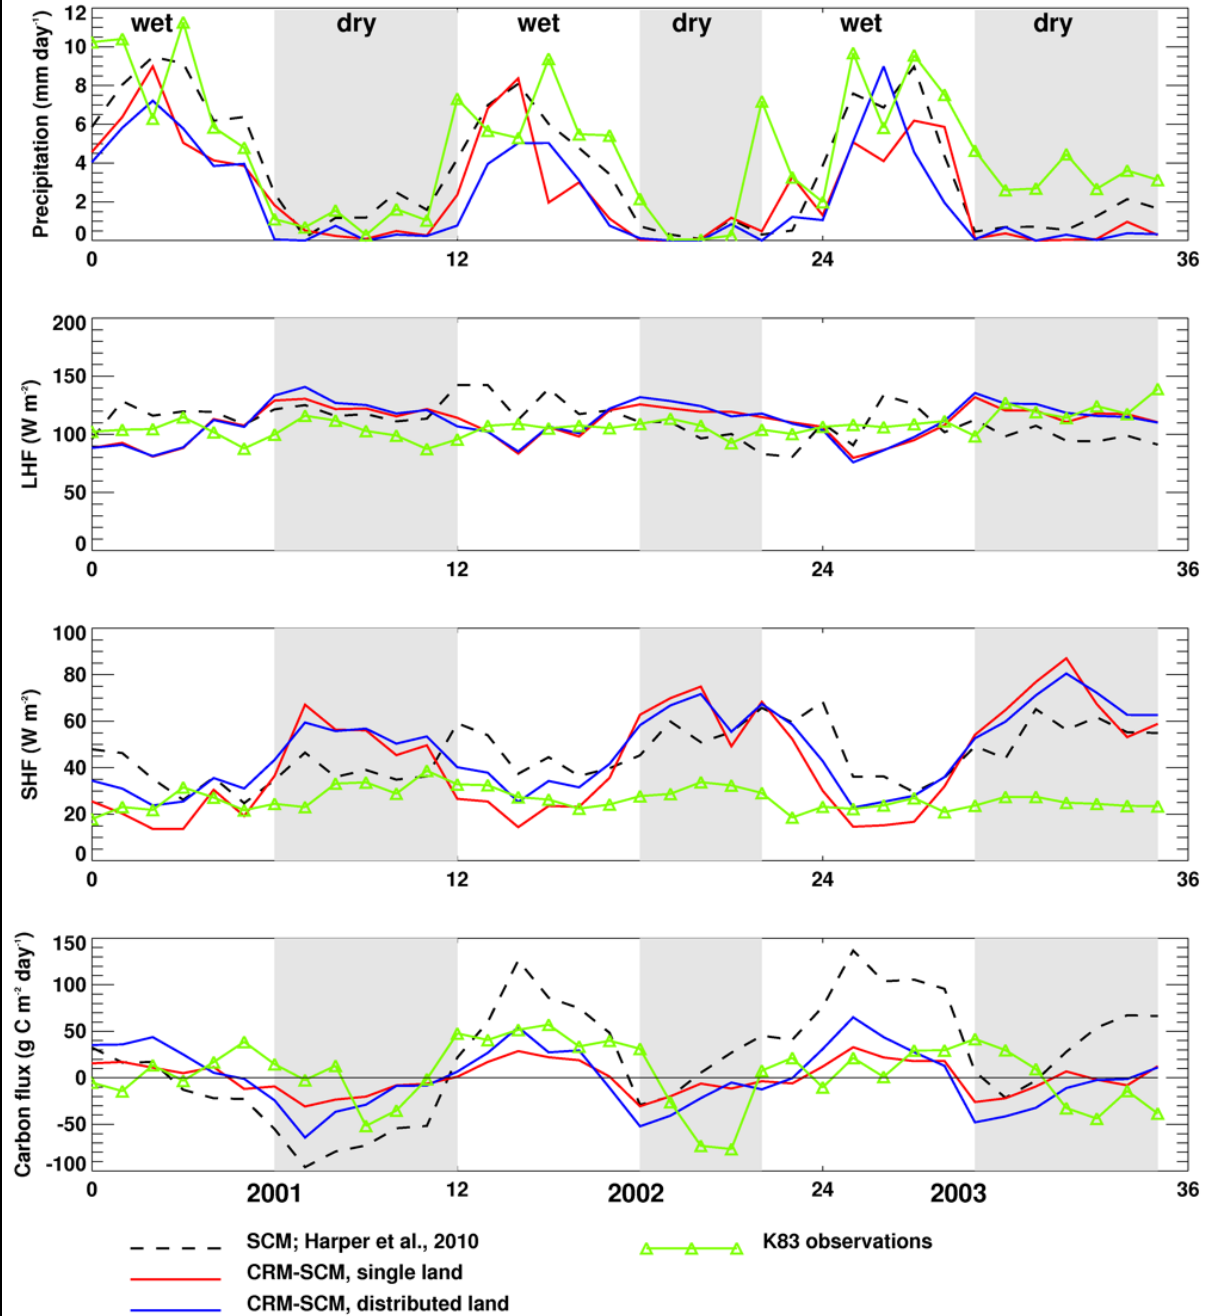 wet dry wet dry wet dry
Precipitation (mm day⁻¹)
12
10
8
6
4
2
0
0 12 24 36
LHF (W m⁻²)
200
150
100
50
0
0 12 24 36
SHF (W m⁻²)
100
80
60
40
20
0
0 12 24 36
Carbon flux (g C m⁻² day⁻¹)
150
100
50
0
-50
-100
0 2001 12 2002 24 2003 36
SCM; Harper et al., 2010 K83 observations
CRM-SCM, single land
CRM-SCM, distributed land